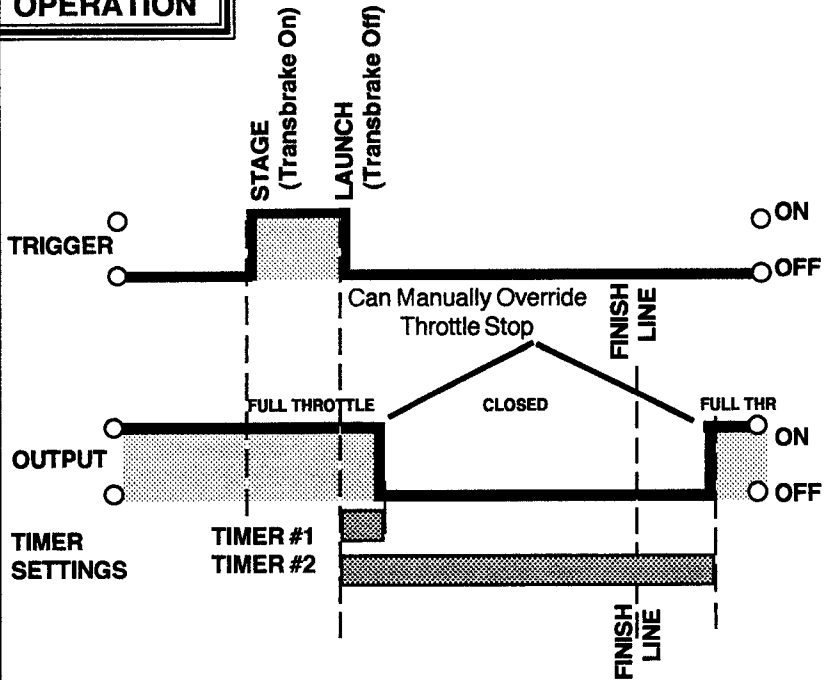 OPERATION
STAGE
(Transbrake On)
LAUNCH
(Transbrake Off)
TRIGGER
ON
OFF
Can Manually Override
Throttle Stop
FINISH
LINE
FULL THROTTLE
CLOSED
FULL THR
OUTPUT
ON
OFF
TIMER
SETTINGS
TIMER #1
TIMER #2
FINISH
LINE